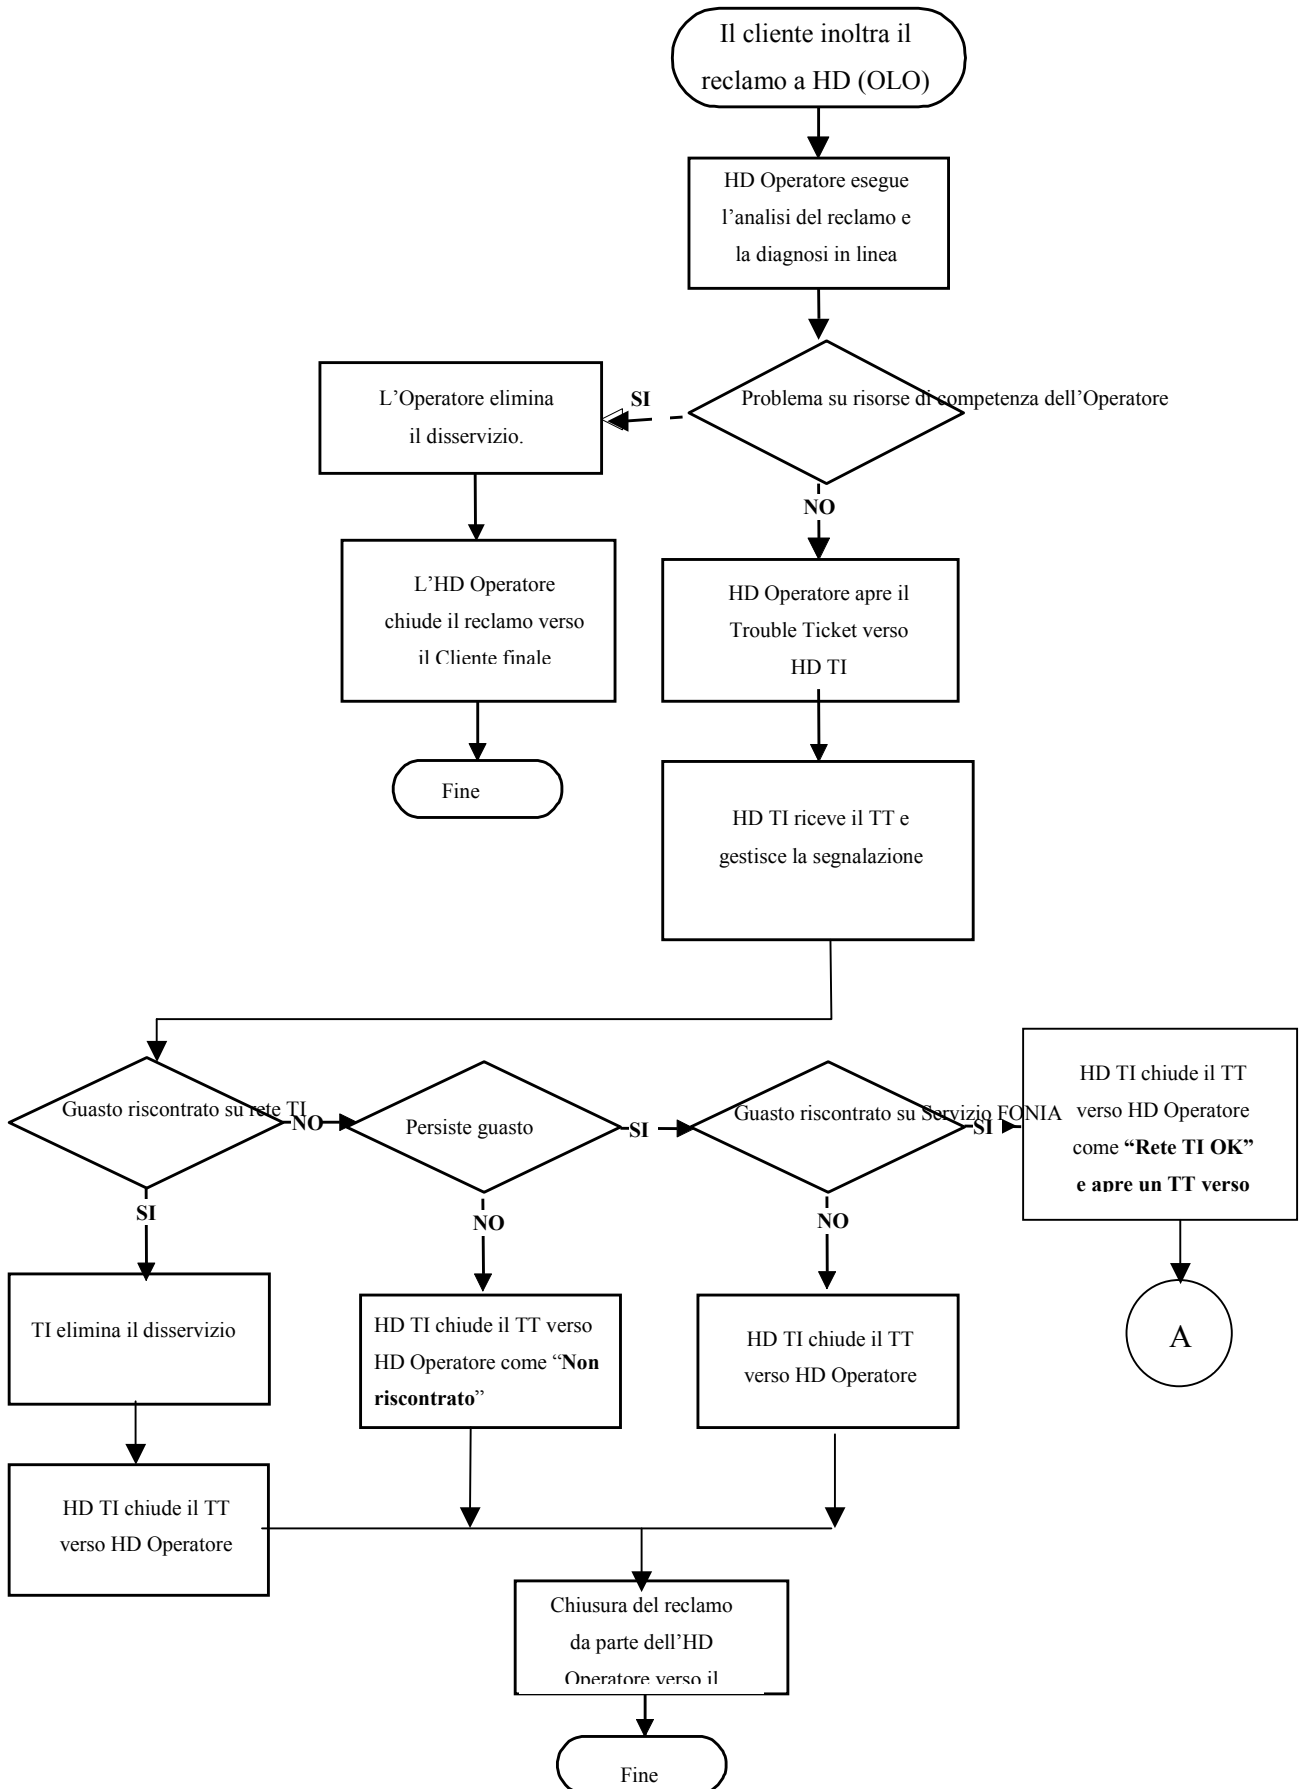 Il cliente inoltra il
reclamo a HD (OLO)
HD Operatore esegue
l’analisi del reclamo e
la diagnosi in linea
Problema su risorse di competenza dell’Operatore
SI
L’Operatore elimina
il disservizio.
NO
L’HD Operatore
chiude il reclamo verso
il Cliente finale
HD Operatore apre il
Trouble Ticket verso
HD TI
Fine
HD TI riceve il TT e
gestisce la segnalazione
Guasto riscontrato su rete TI
NO
Persiste guasto
SI
Guasto riscontrato su Servizio FONIA
SI
HD TI chiude il TT
verso HD Operatore
come “Rete TI OK”
e apre un TT verso
SI
NO
NO
TI elimina il disservizio
HD TI chiude il TT verso
HD Operatore come “Non
riscontrato”
HD TI chiude il TT
verso HD Operatore
A
HD TI chiude il TT
verso HD Operatore
Chiusura del reclamo
da parte dell’HD
Operatore verso il
Fine